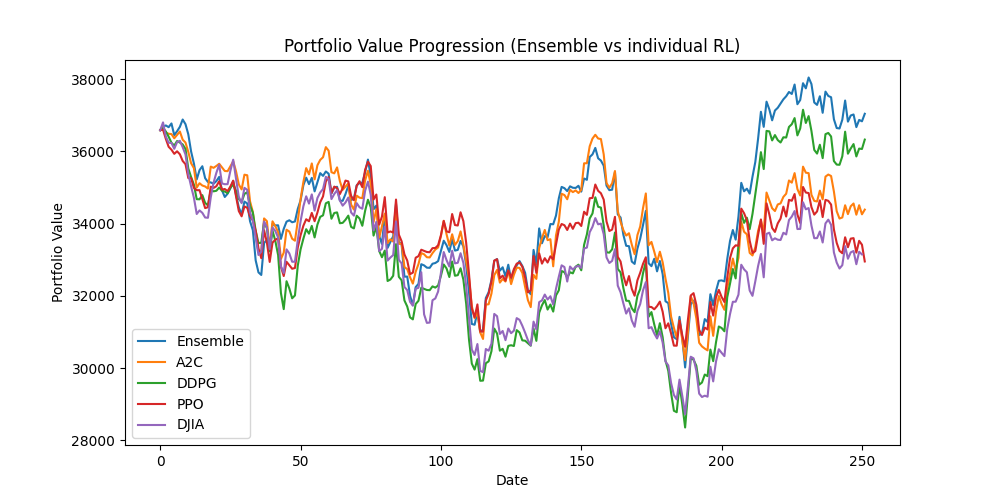 Portfolio Value Progression (Ensemble vs individual RL)
38000
36000
34000
32000
30000
28000
Portfolio Value
Ensemble
A2C
DDPG
PPO
DJIA
0 50 100 150 200 250
Date